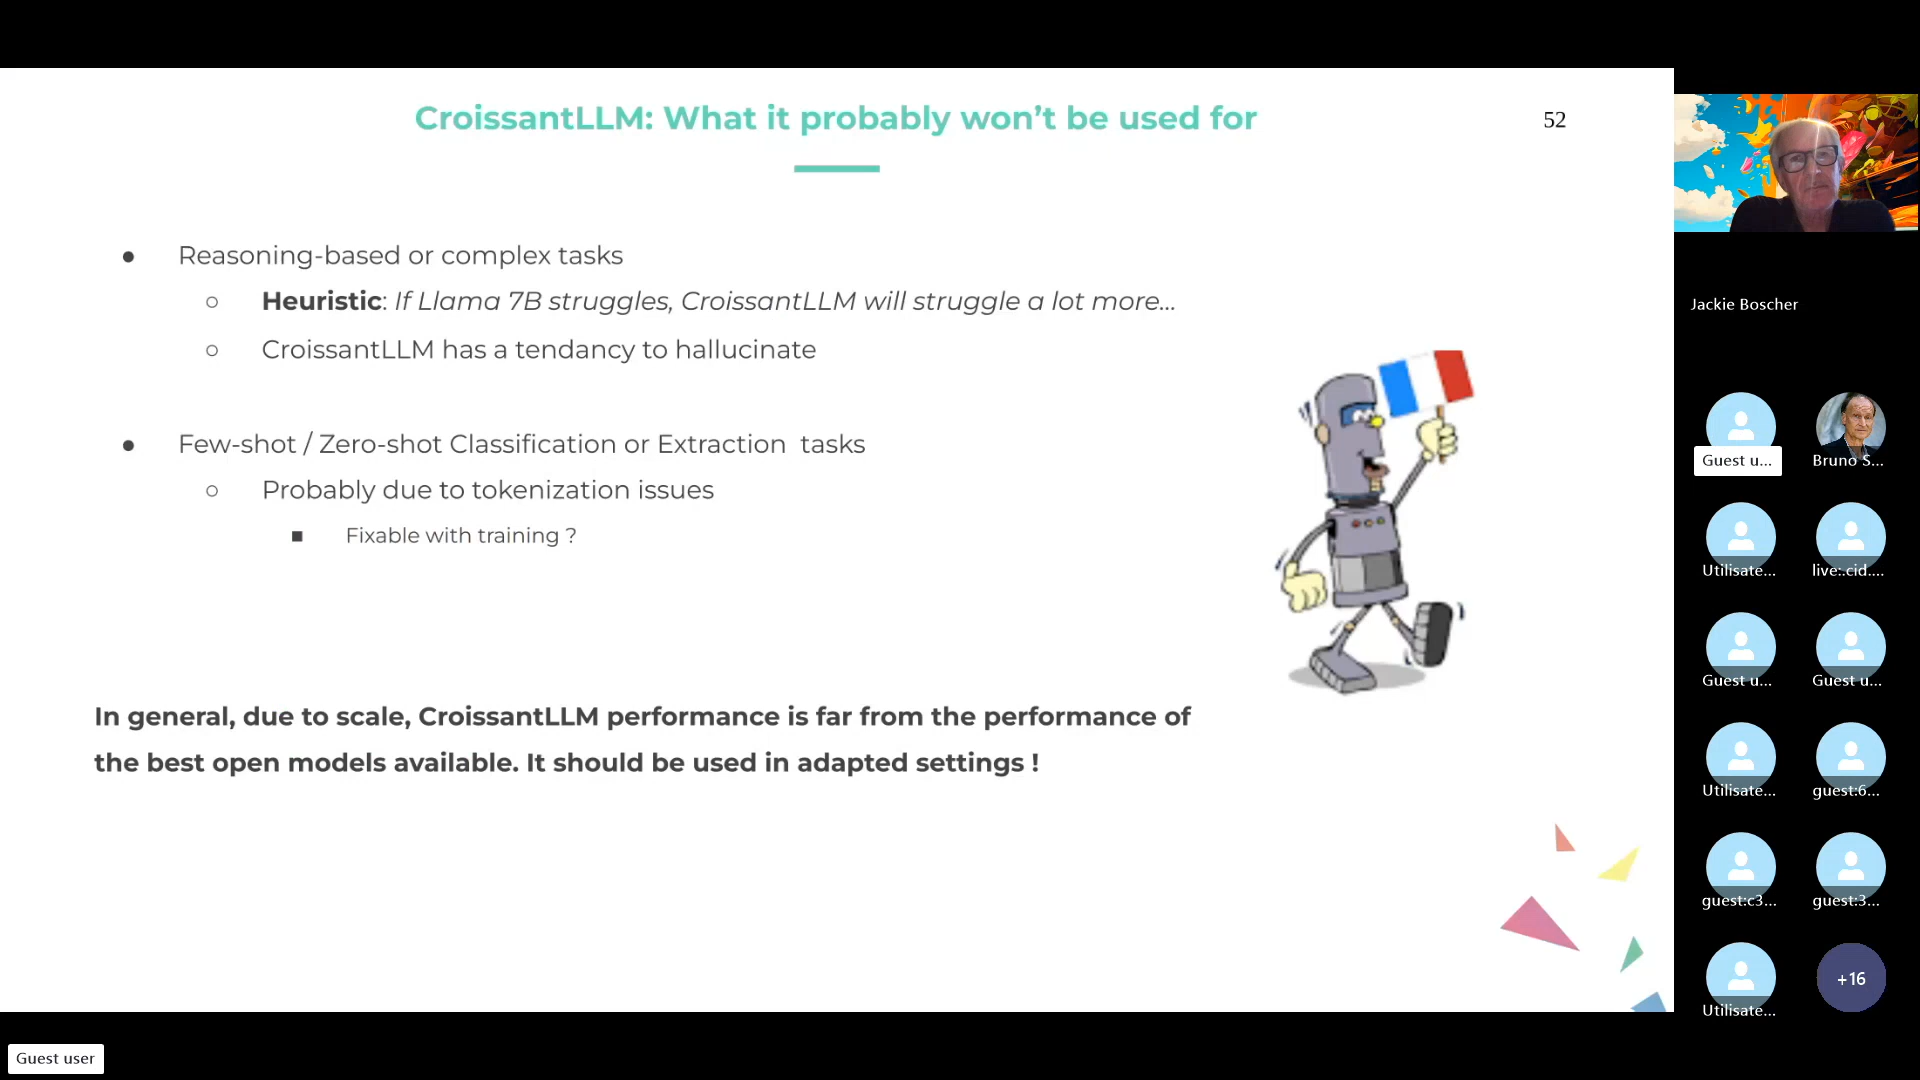 CroissantLLM: What it probably won't be used for
52
● Reasoning-based or complex tasks
○ Heuristic: If Llama 7B struggles, CroissantLLM will struggle a lot more...
○ CroissantLLM has a tendancy to hallucinate
● Few-shot / Zero-shot Classification or Extraction tasks
○ Probably due to tokenization issues
■ Fixable with training ?
In general, due to scale, CroissantLLM performance is far from the performance of
the best open models available. It should be used in adapted settings !
Jackie Boscher
Guest u...
Bruno S...
Utilisate...
live:.cid....
Guest u...
Guest u...
Utilisate...
guest:6...
guest:c3...
guest:3...
Utilisate...
+16
Guest user